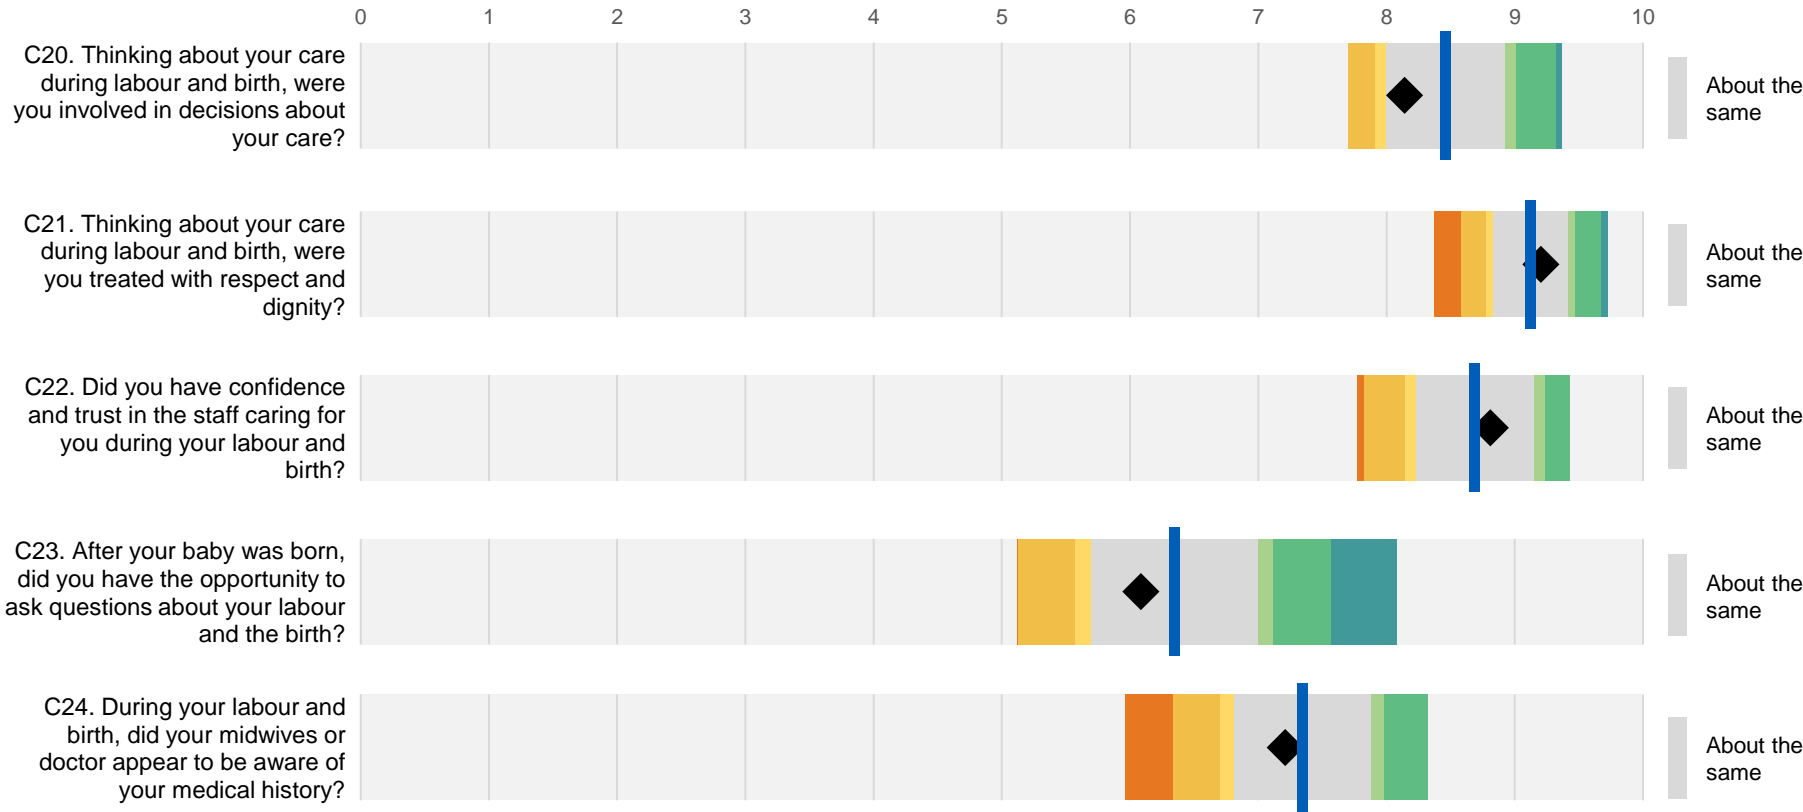 0 1 2 3 4 5 6 7 8 9 10
C20. Thinking about your care
during labour and birth, were
you involved in decisions about
your care?
About the
same
C21. Thinking about your care
during labour and birth, were
you treated with respect and
dignity?
About the
same
C22. Did you have confidence
and trust in the staff caring for
you during your labour and
birth?
About the
same
C23. After your baby was born,
did you have the opportunity to
ask questions about your labour
and the birth?
About the
same
C24. During your labour and
birth, did your midwives or
doctor appear to be aware of
your medical history?
About the
same